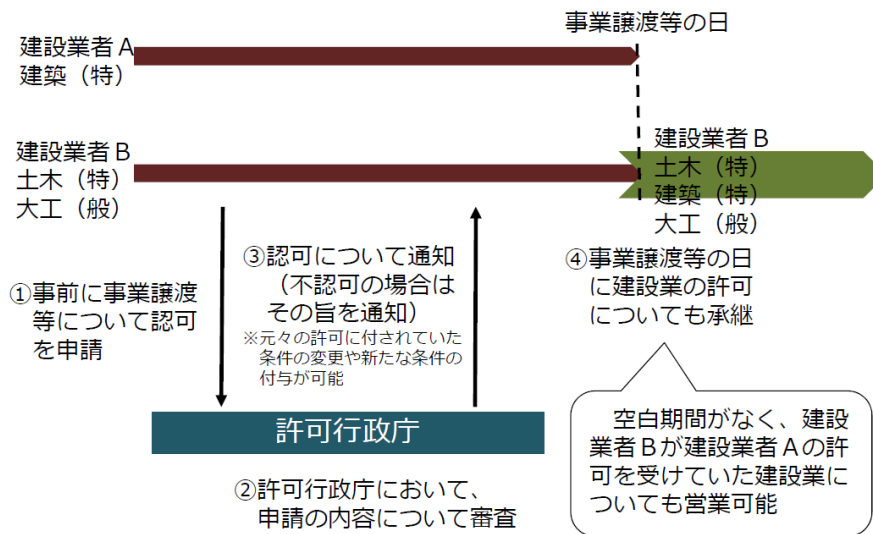 事業譲渡等の日
建設業者A
建築（特）
建設業者B
土木（特）
大工（般）
建設業者B
土木（特）
建築（特）
大工（般）
①事前に事業譲渡
等について認可
を申請
③認可について通知
（不認可の場合は
その旨を通知）
※元々の許可に付されていた
条件の変更や新たな条件の
付与が可能
④事業譲渡等の日
に建設業の許可
についても承継
許可行政庁
②許可行政庁において、
申請の内容について審査
空白期間がなく、建設
業者Bが建設業者Aの許
可を受けていた建設業に
ついても営業可能